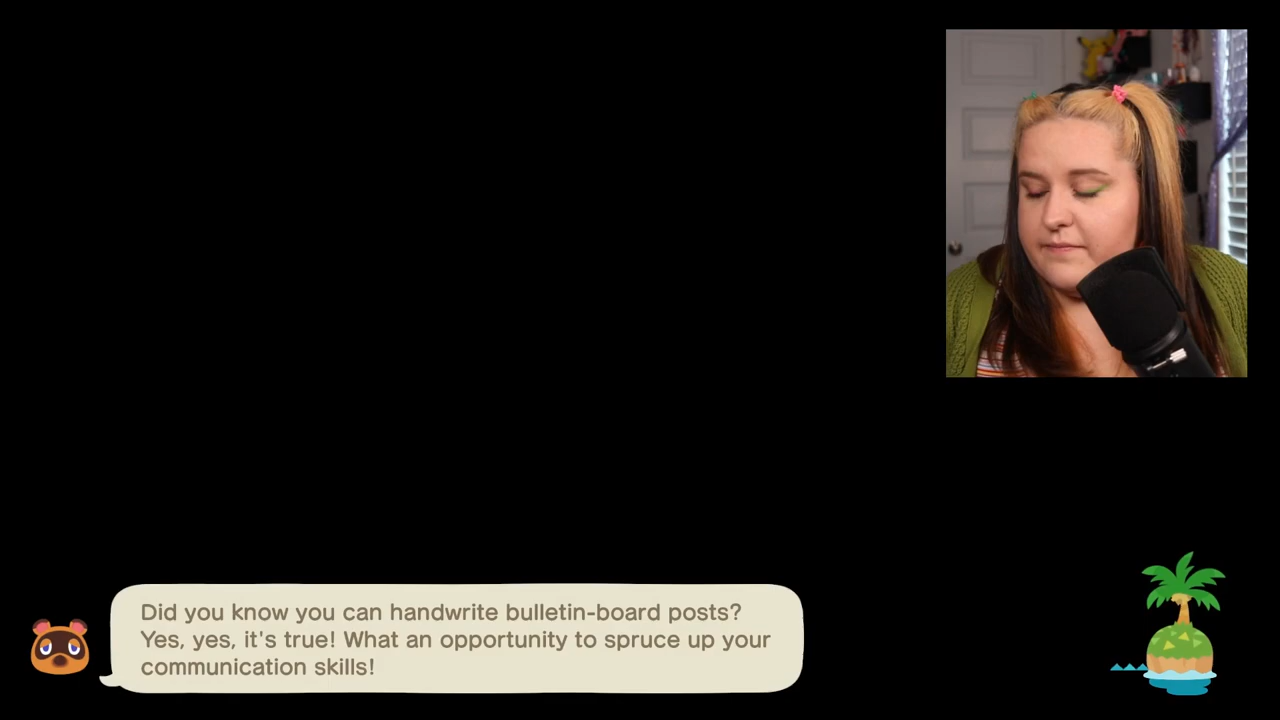 Did you know you can handwrite bulletin-board posts?
Yes, yes, it's true! What an opportunity to spruce up your
communication skills!